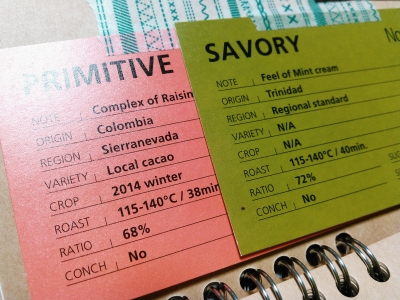 PRIMITIVE
NOTE Complex of Raisin
ORIGIN Colombia
REGION Sierranevada
VARIETY Local cacao
CROP 2014 winter
ROAST 115-140°C / 38min
RATIO 68%
CONCH No
SAVORY No
NOTE Feel of Mint cream
ORIGIN Trinidad
REGION Regional standard
VARIETY N/A
CROP N/A
ROAST 115-140°C / 40min.
RATIO 72%
CONCH No